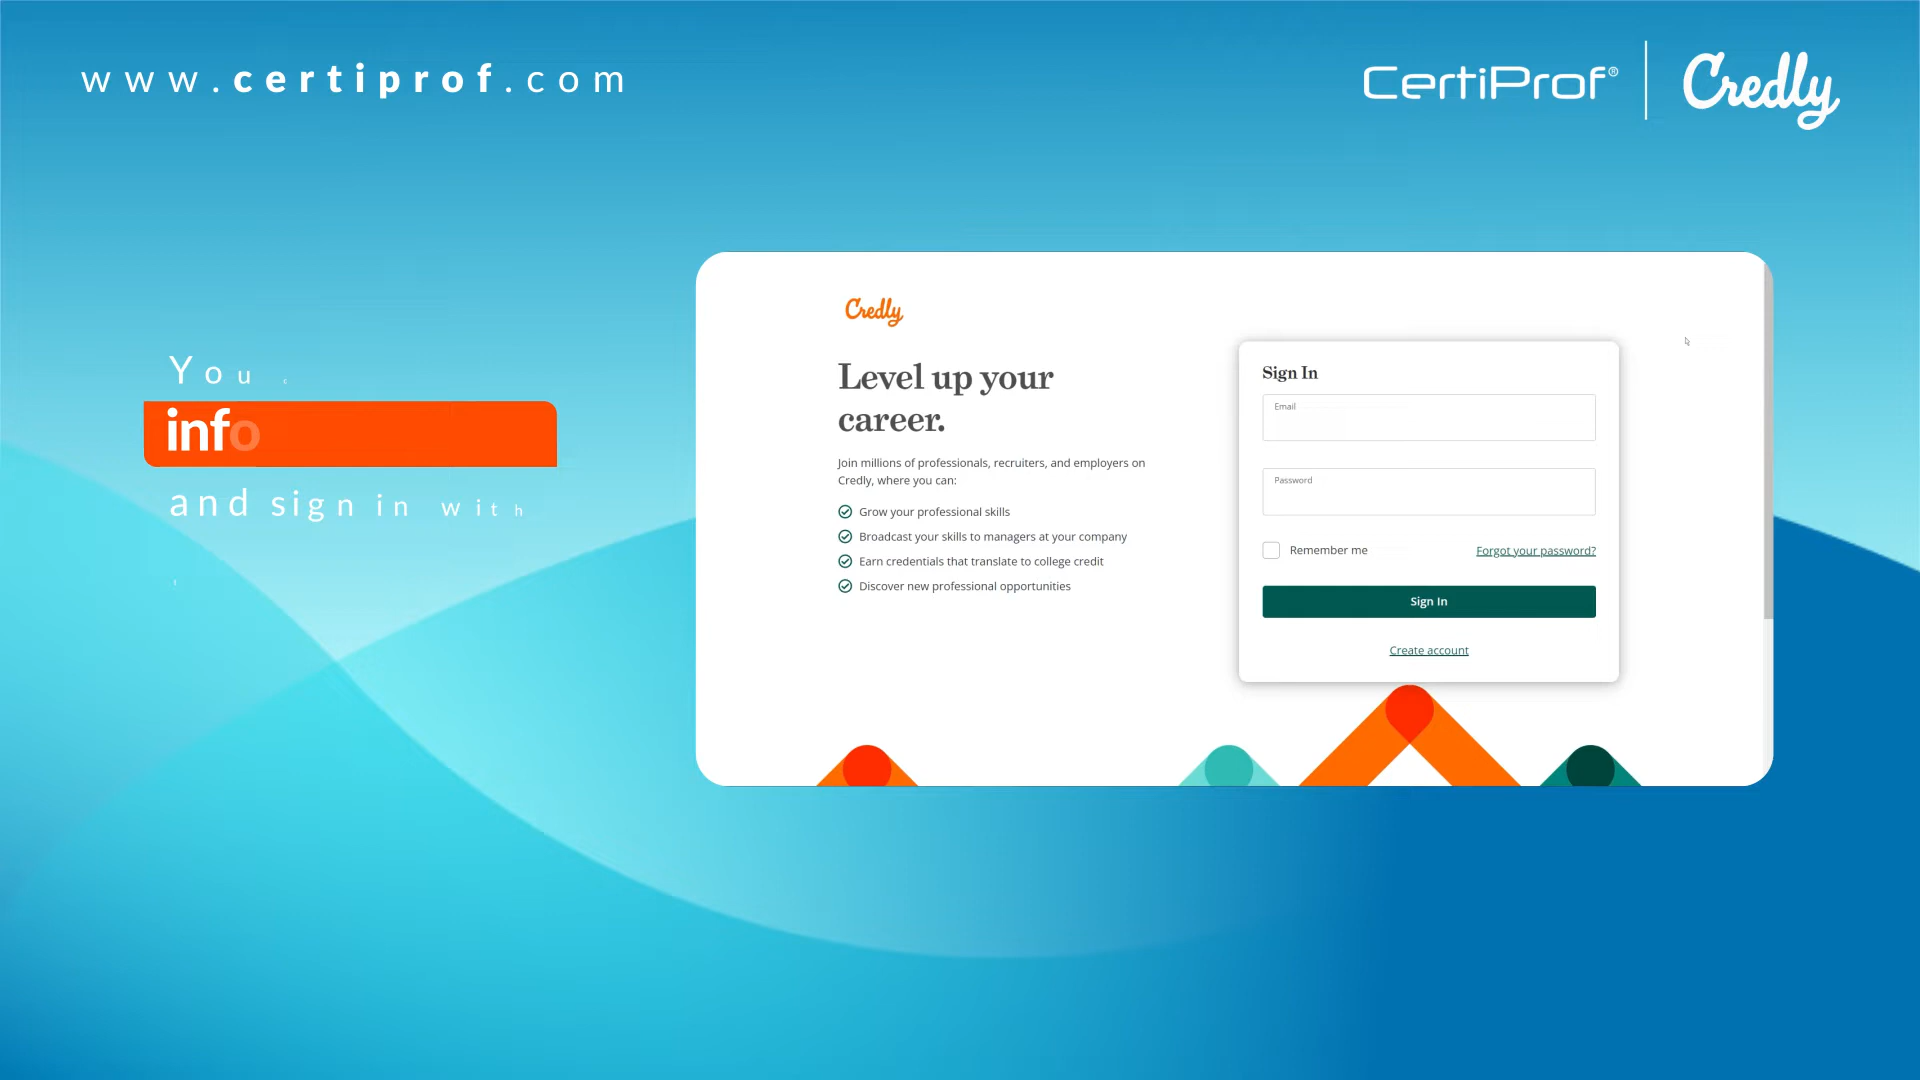 www.certiprof.com
CertiProf®
Credly
You
info
and sign in with
Credly
Level up your
career.
Join millions of professionals, recruiters, and employers on
Credly, where you can:
Grow your professional skills
Broadcast your skills to managers at your company
Earn credentials that translate to college credit
Discover new professional opportunities
Sign In
Email
Password
Remember me
Forgot your password?
Sign In
Create account